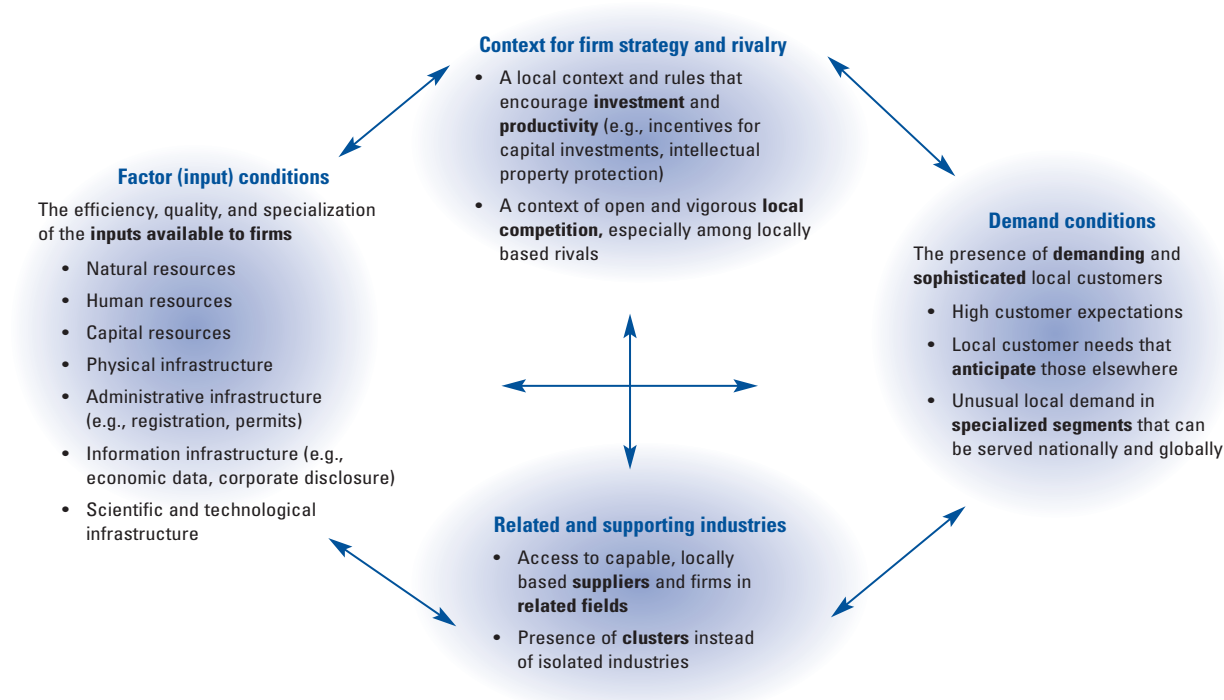 Context for firm strategy and rivalry
• A local context and rules that
encourage investment and
productivity (e.g., incentives for
capital investments, intellectual
property protection)
• A context of open and vigorous local
competition, especially among locally
based rivals
Factor (input) conditions
The efficiency, quality, and specialization
of the inputs available to firms
• Natural resources
• Human resources
• Capital resources
• Physical infrastructure
• Administrative infrastructure
(e.g., registration, permits)
• Information infrastructure (e.g.,
economic data, corporate disclosure)
• Scientific and technological
infrastructure
Demand conditions
The presence of demanding and
sophisticated local customers
• High customer expectations
• Local customer needs that
anticipate those elsewhere
• Unusual local demand in
specialized segments that can
be served nationally and globally
Related and supporting industries
• Access to capable, locally
based suppliers and firms in
related fields
• Presence of clusters instead
of isolated industries